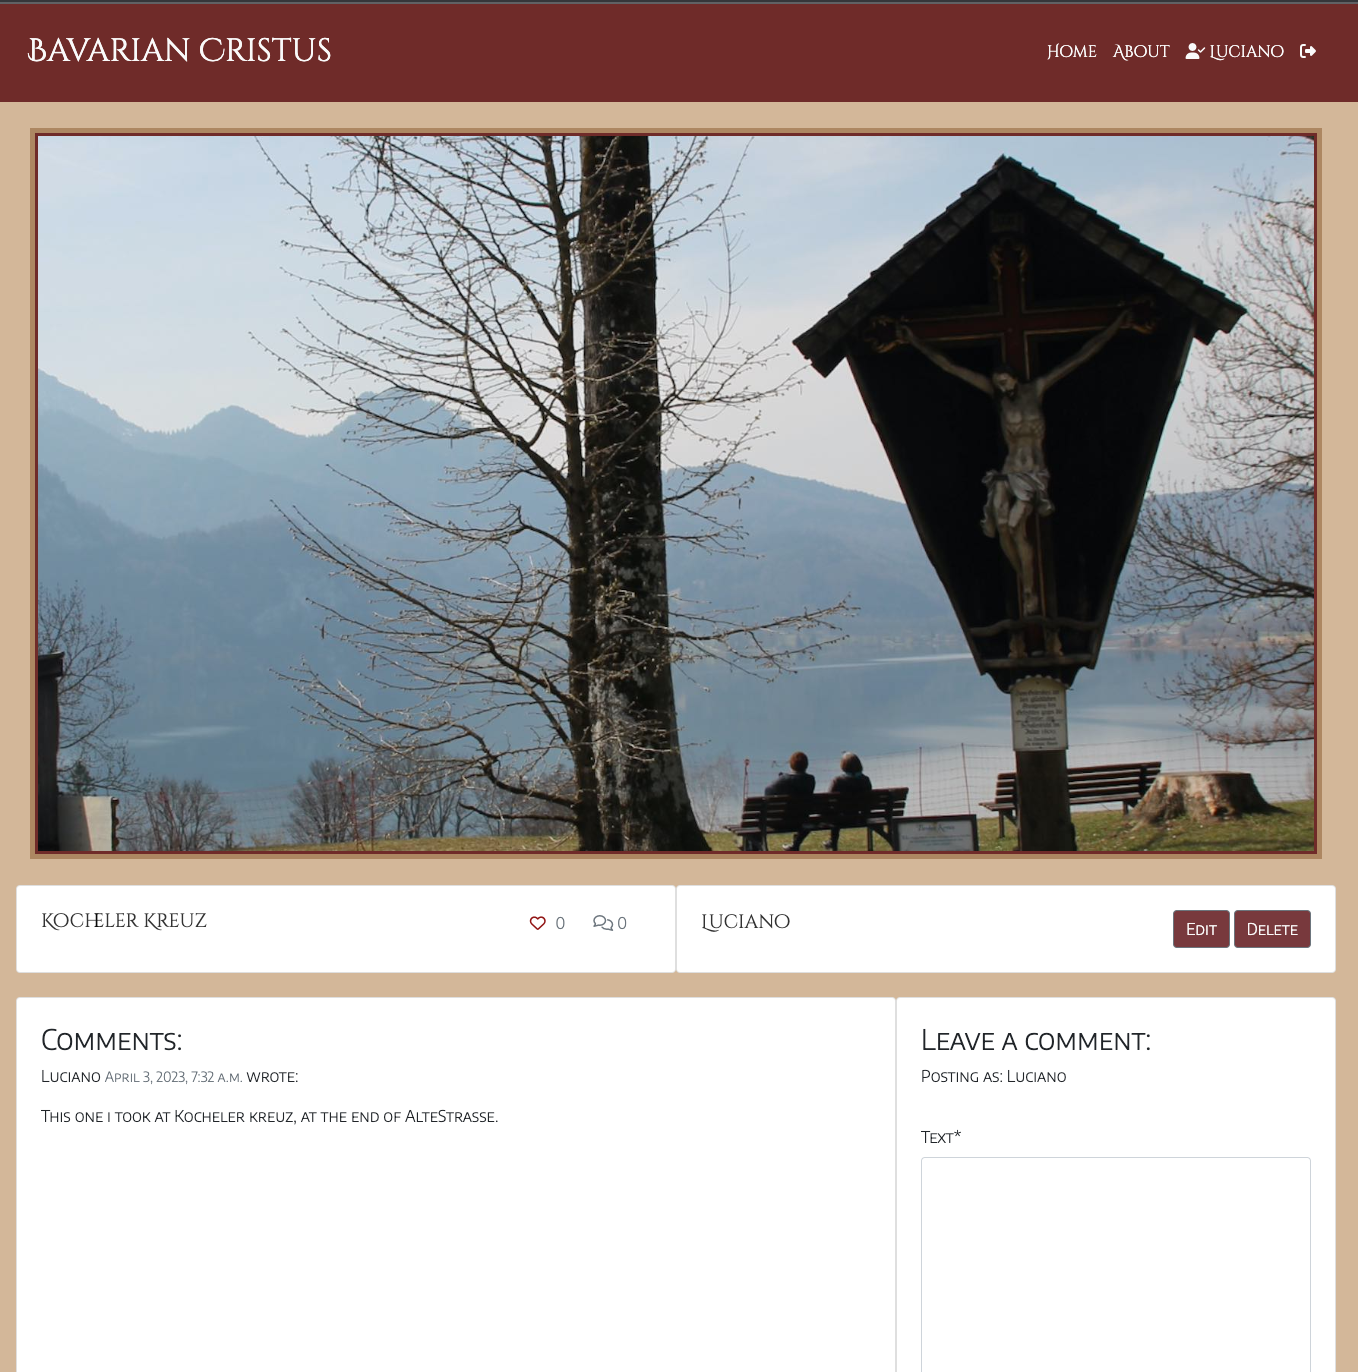 Bavarian Cristus
Home About Luciano
Kocheler Kreuz 0 0
Luciano
Edit Delete
Comments:
Luciano April 3, 2023, 7:32 a.m. wrote:
This one i took at Kocheler kreuz, at the end of AlteStrasse.
Leave a comment:
Posting as: Luciano
Text*